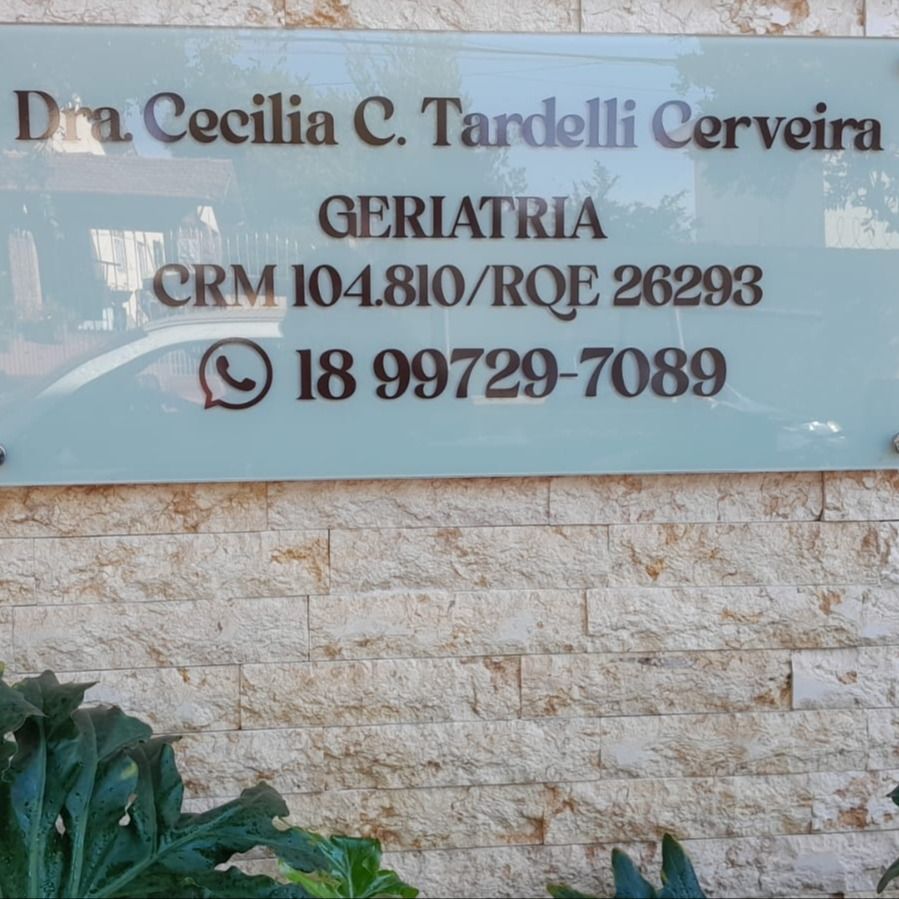 Dra. Cecilia C. Tardelli Cerveira
GERIATRIA
CRM 104.810/RQE 26293
18 99729-7089